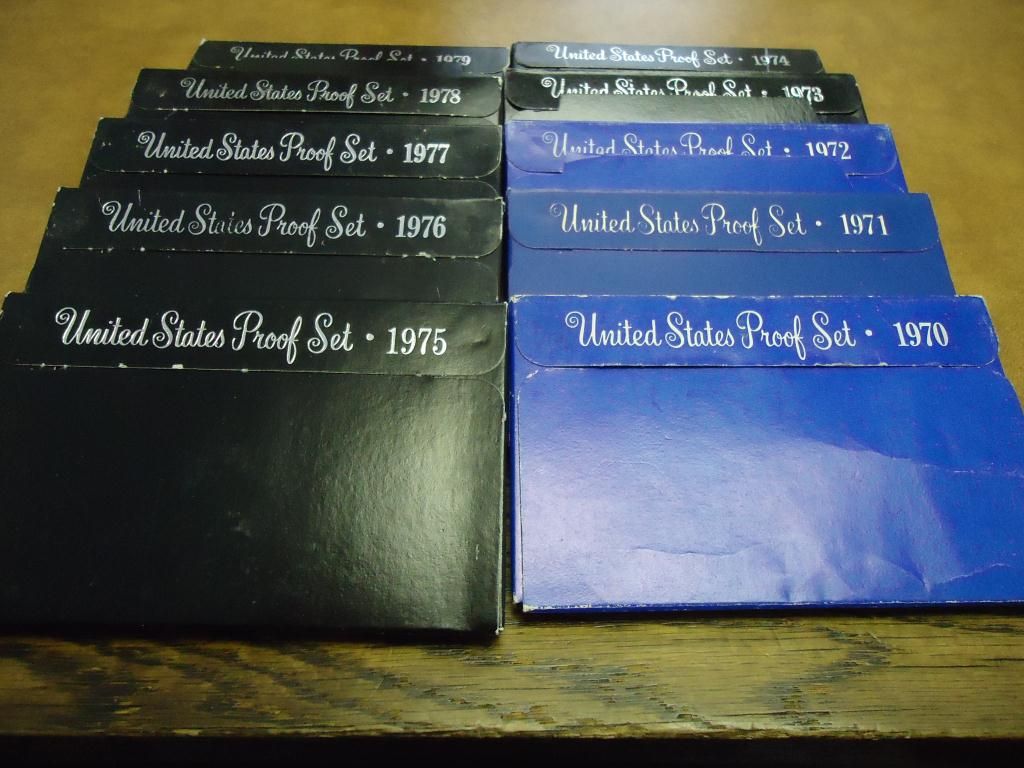 United States Proof Set · 1979
United States Proof Set · 1978
United States Proof Set · 1977
United States Proof Set · 1976
United States Proof Set · 1975
United States Proof Set · 1974
United States Proof Set · 1973
United States Proof Set · 1972
United States Proof Set · 1971
United States Proof Set · 1970